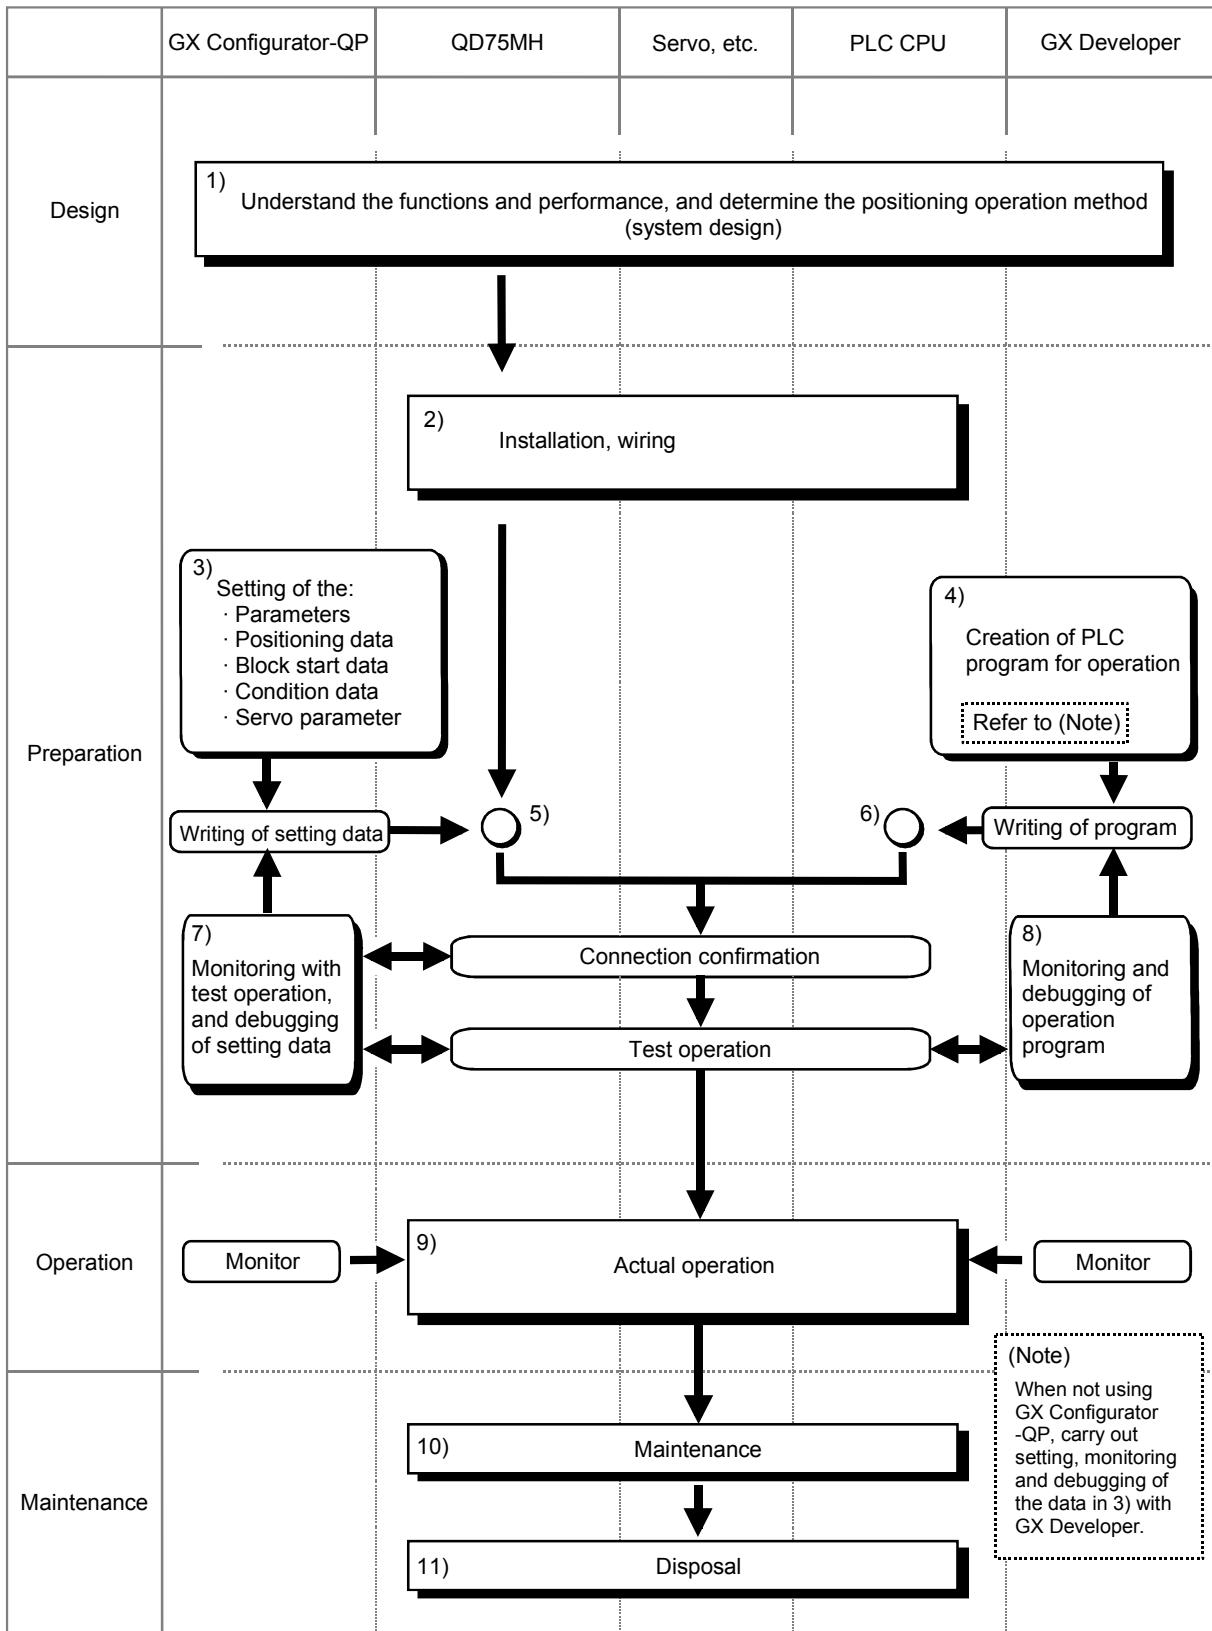 GX Configurator-QP
QD75MH
Servo, etc.
PLC CPU
GX Developer
Design
1)
Understand the functions and performance, and determine the positioning operation method
(system design)
Preparation
2)
Installation, wiring
3)
Setting of the:
· Parameters
· Positioning data
· Block start data
· Condition data
· Servo parameter
4)
Creation of PLC
program for operation
Refer to (Note)
Writing of setting data
5)
6)
Writing of program
7)
Monitoring with
test operation,
and debugging
of setting data
Connection confirmation
Test operation
8)
Monitoring and
debugging of
operation
program
Operation
Monitor
9)
Actual operation
Monitor
(Note)
When not using
GX Configurator
-QP, carry out
setting, monitoring
and debugging of
the data in 3) with
GX Developer.
Maintenance
10)
Maintenance
11)
Disposal